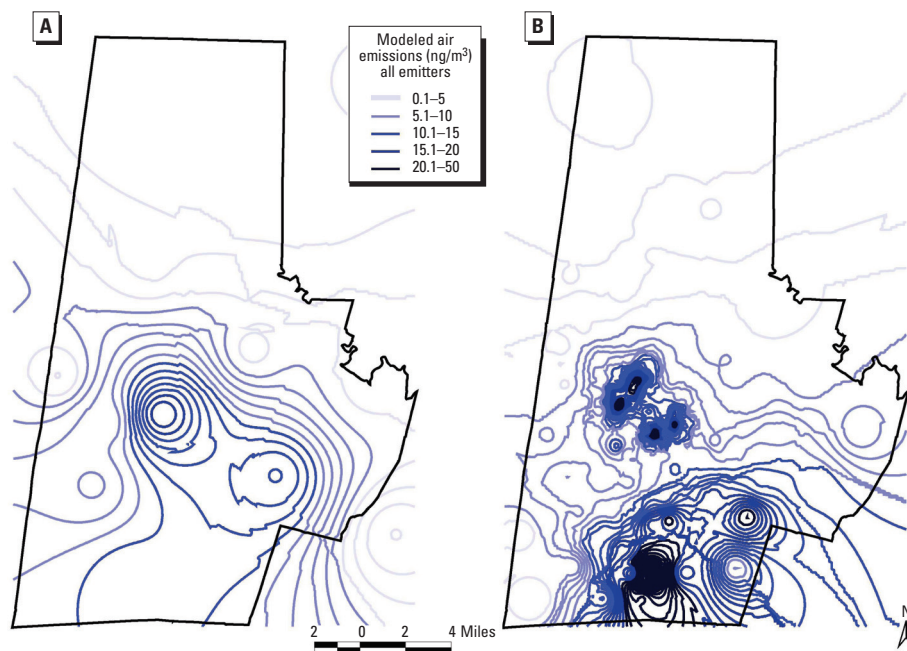 A
Modeled air
emissions (ng/m³)
all emitters
0.1–5
5.1–10
10.1–15
15.1–20
20.1–50
B
2 0 2 4 Miles
N